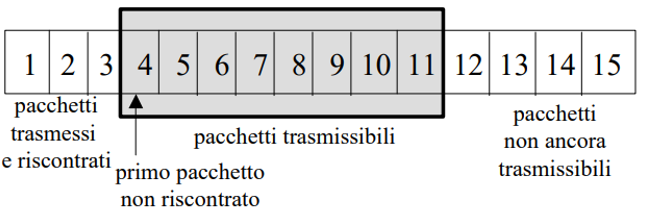 1 2 3 4 5 6 7 8 9 10 11 12 13 14 15
pacchetti
trasmessi
e riscontrati
primo pacchetto
non riscontrato
pacchetti trasmissibili
pacchetti
non ancora
trasmissibili